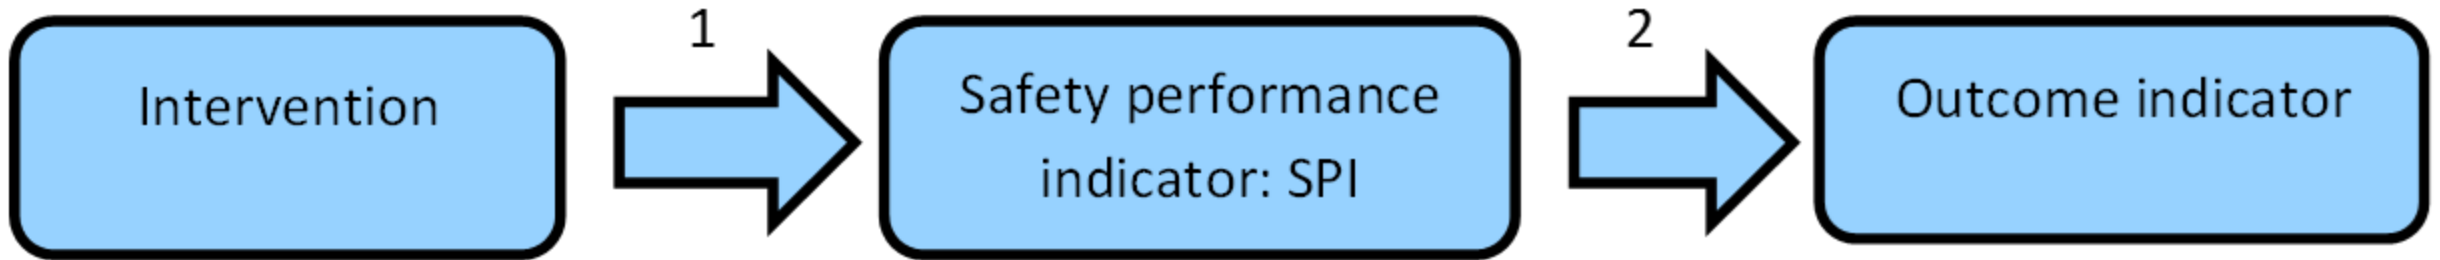 Intervention
1
Safety performance
indicator: SPI
2
Outcome indicator